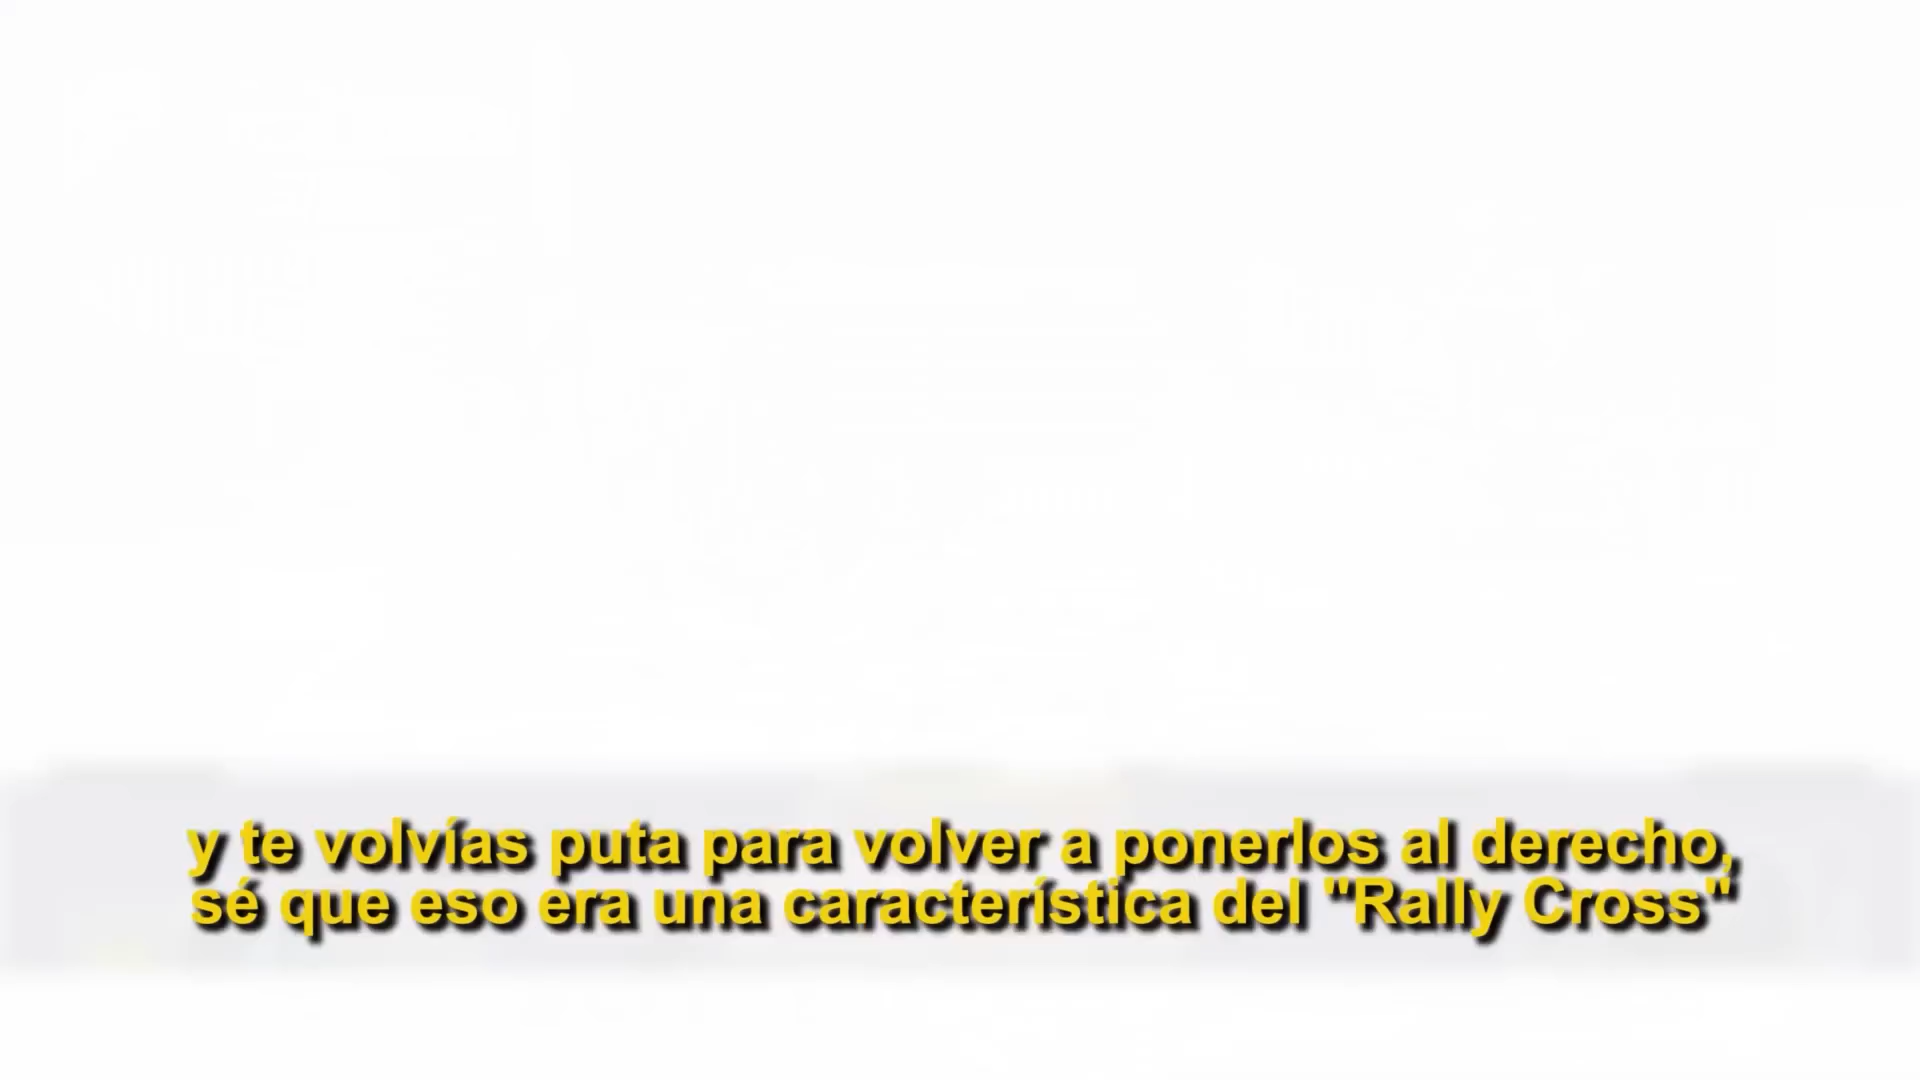 y te volvías puta para volver a ponerlos al derecho,
sé que eso era una característica del "Rally Cross"